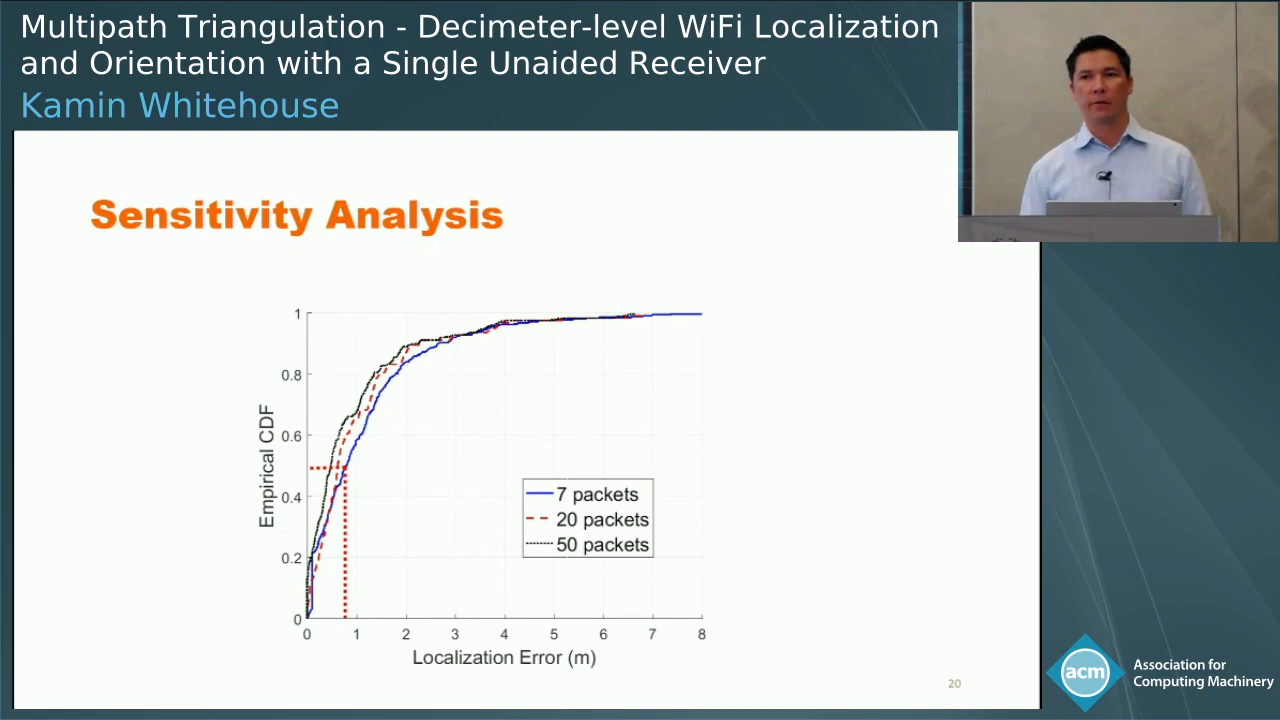 Multipath Triangulation - Decimeter-level WiFi Localization
and Orientation with a Single Unaided Receiver
Kamin Whitehouse
Sensitivity Analysis
1
0.8
0.6
0.4
0.2
0
Empirical CDF
7 packets
20 packets
50 packets
0 1 2 3 4 5 6 7 8
Localization Error (m)
20
acm
Association for
Computing Machinery